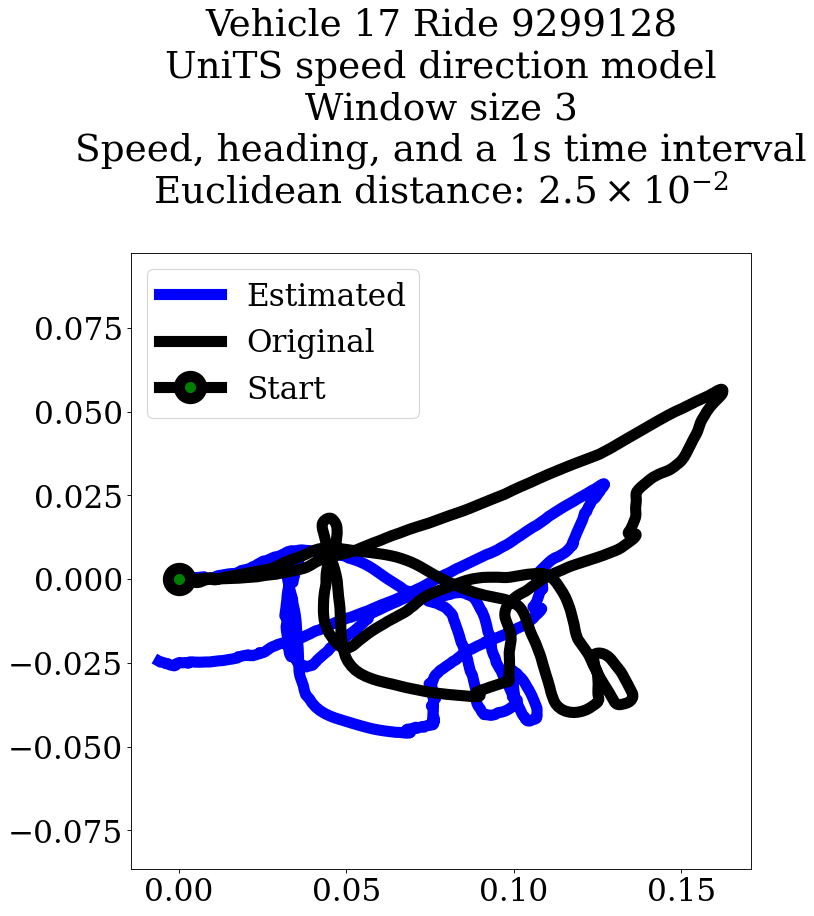 Vehicle 17 Ride 9299128
UniTS speed direction model
Window size 3
Speed, heading, and a 1s time interval
Euclidean distance: 2.5 × 10⁻²
Estimated
Original
Start
0.075
0.050
0.025
0.000
−0.025
−0.050
−0.075
0.00 0.05 0.10 0.15